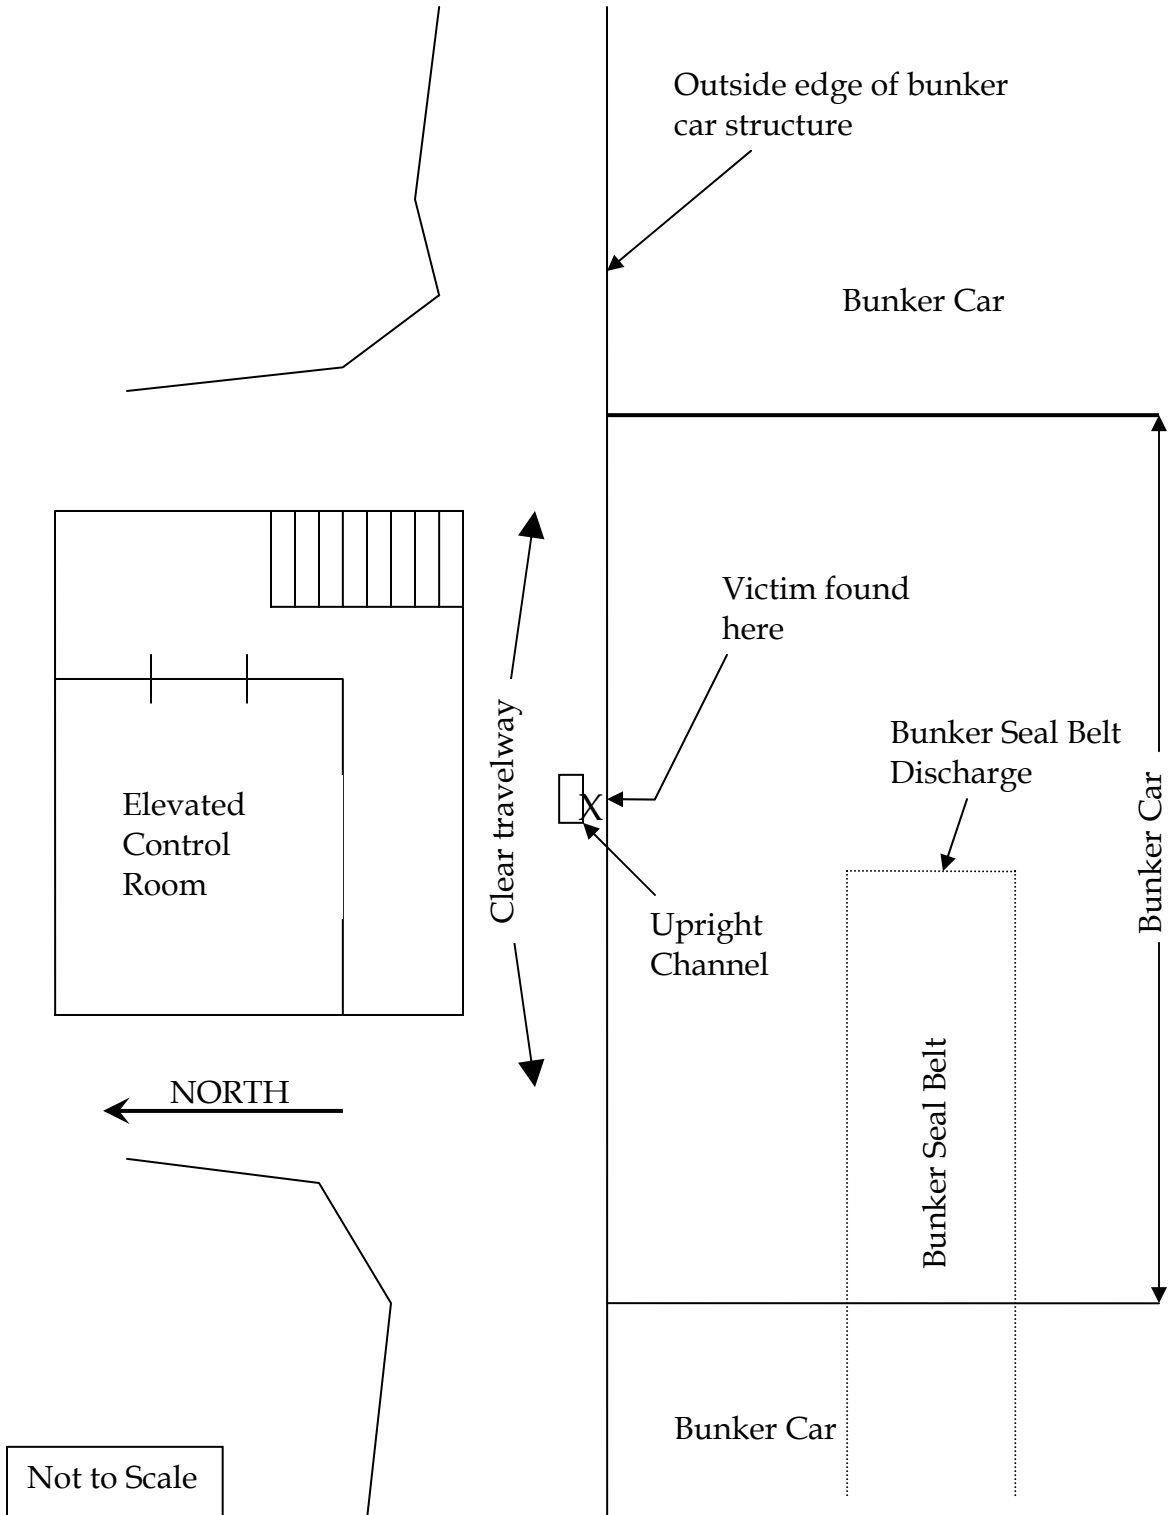 Outside edge of bunker
car structure
Bunker Car
Victim found
here
Bunker Seal Belt
Discharge
Elevated
Control
Room
Clear travelway
X
Bunker Car
Upright
Channel
NORTH
Bunker Seal Belt
Bunker Car
Not to Scale